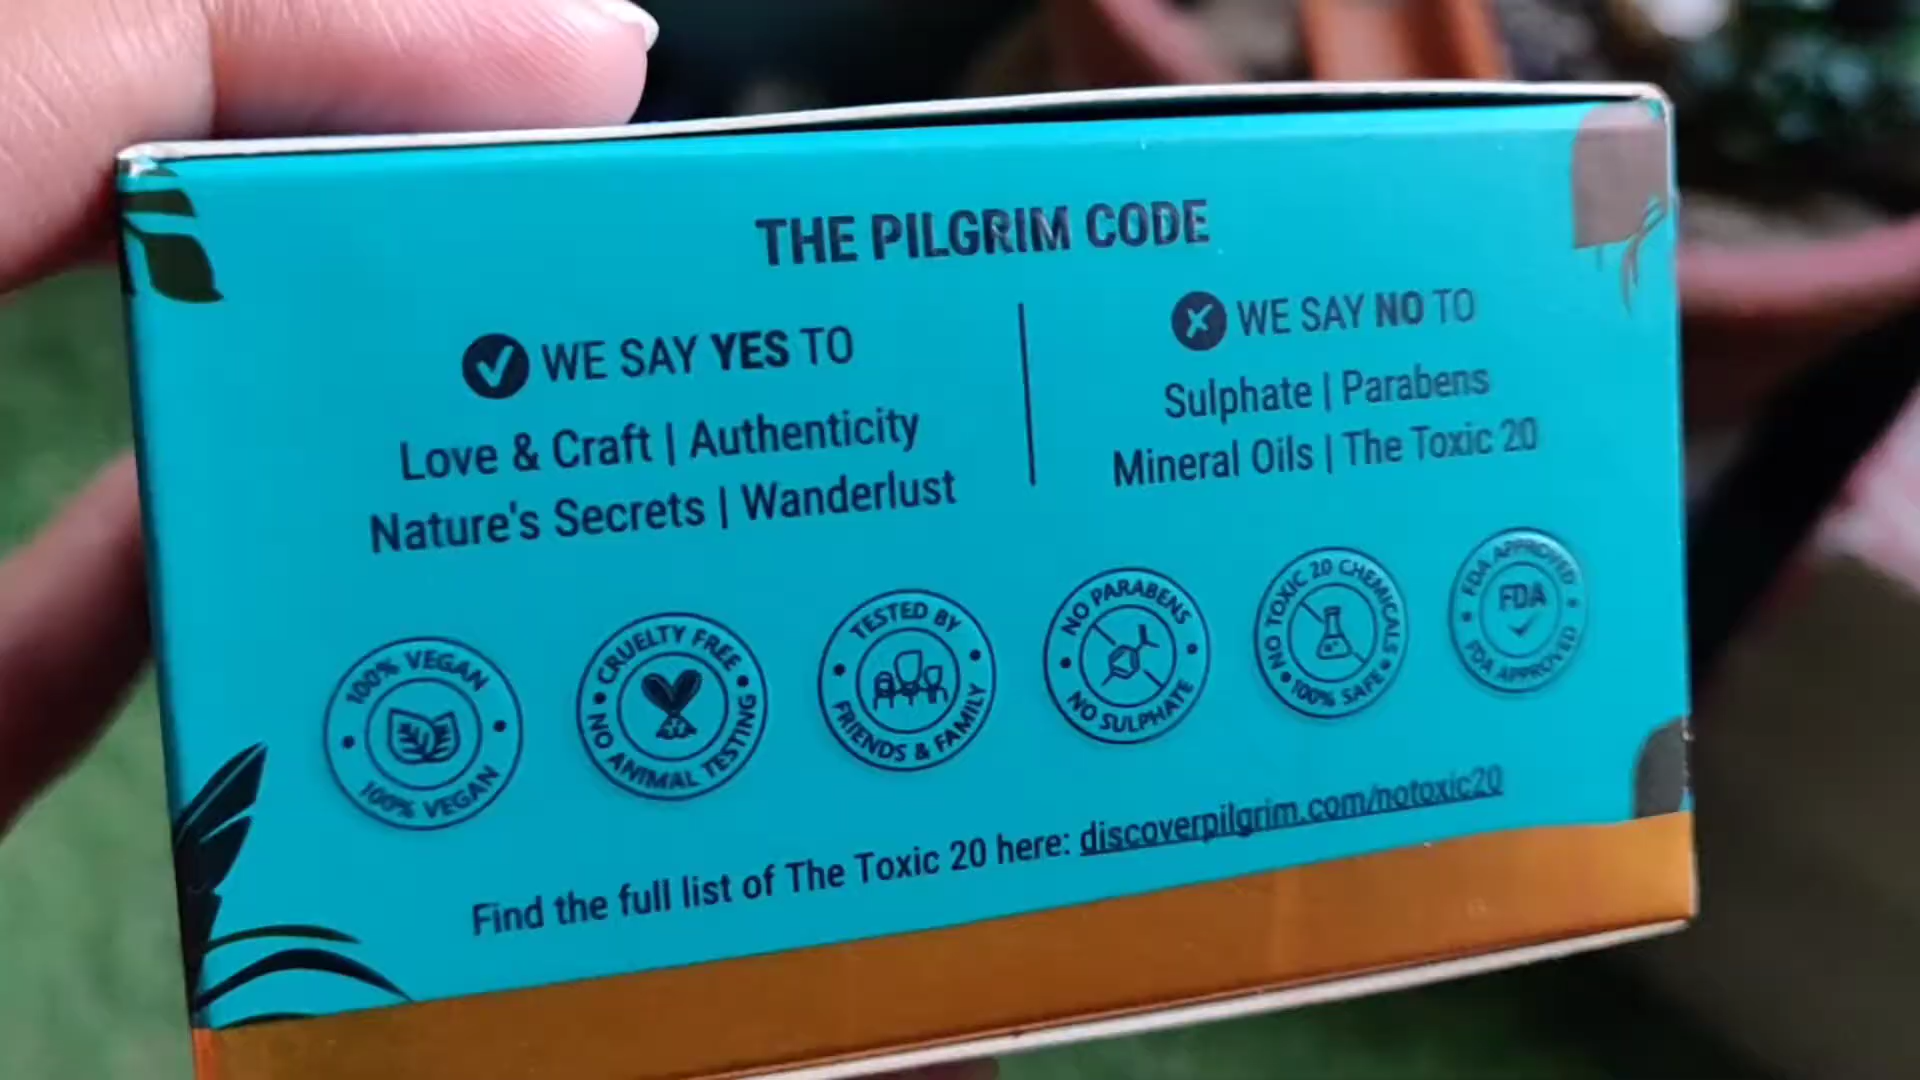 THE PILGRIM CODE
WE SAY YES TO
Love & Craft | Authenticity
Nature's Secrets | Wanderlust
WE SAY NO TO
Sulphate | Parabens
Mineral Oils | The Toxic 20
100% VEGAN
100% VEGAN
CRUELTY FREE
NO ANIMAL TESTING
TESTED BY
FRIENDS & FAMILY
NO PARABENS
NO SULPHATE
NO TOXIC 20 CHEMICALS
100% SAFE
FDA APPROVED
FDA
FDA APPROVED
Find the full list of The Toxic 20 here: discoverpilgrim.com/notoxic20